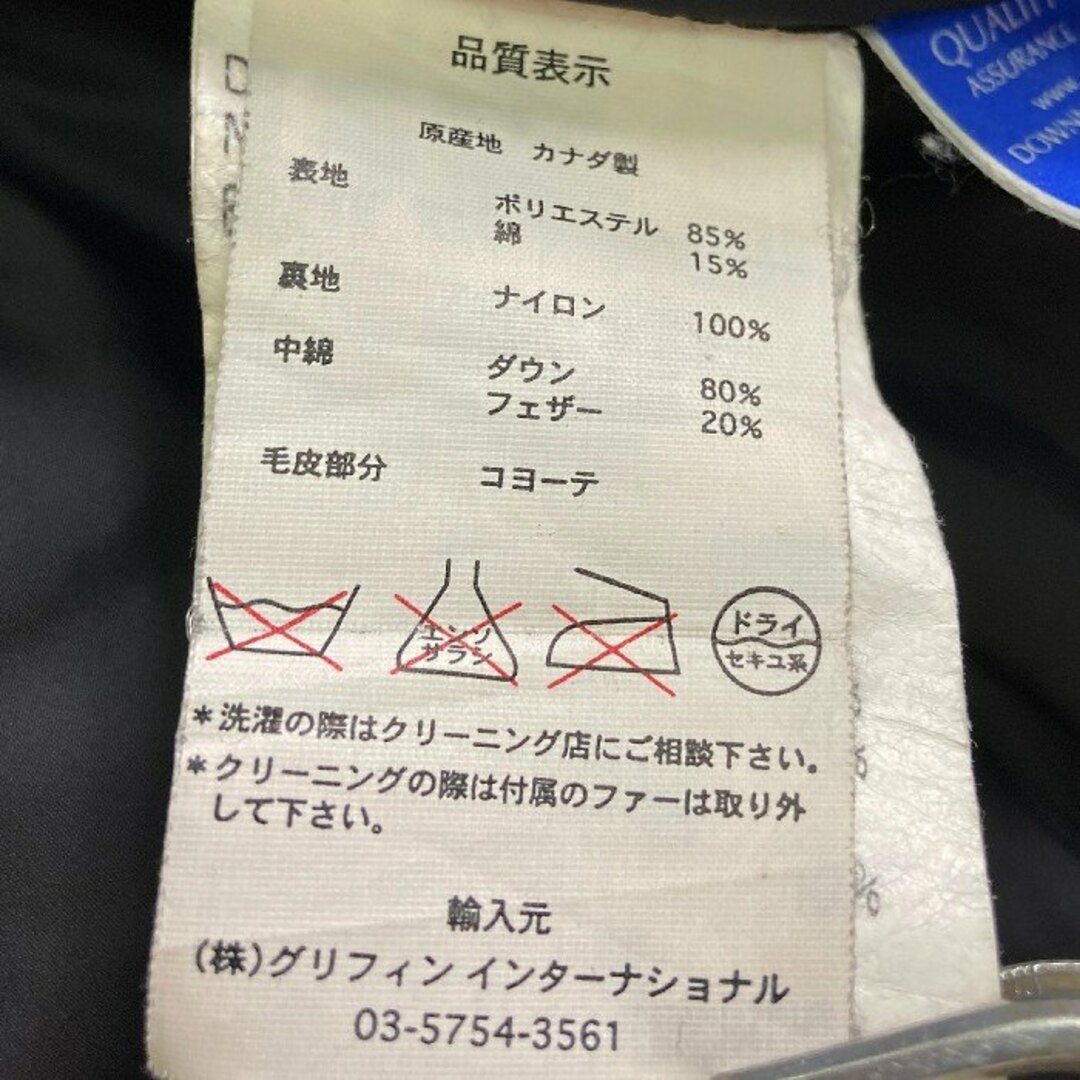 品質表示
原産地 カナダ製
表地
ポリエステル 85%
綿 15%
裏地 ナイロン 100%
中綿 ダウン 80%
フェザー 20%
毛皮部分 コヨーテ
エンソ
サラシ
ドライ
セキユ系
*洗濯の際はクリーニング店にご相談下さい。
*クリーニングの際は付属のファーは取り外
して下さい。
輸入元
(株)グリフィン インターナショナル
03-5754-3561
QUALITY
ASSURANCE
www.